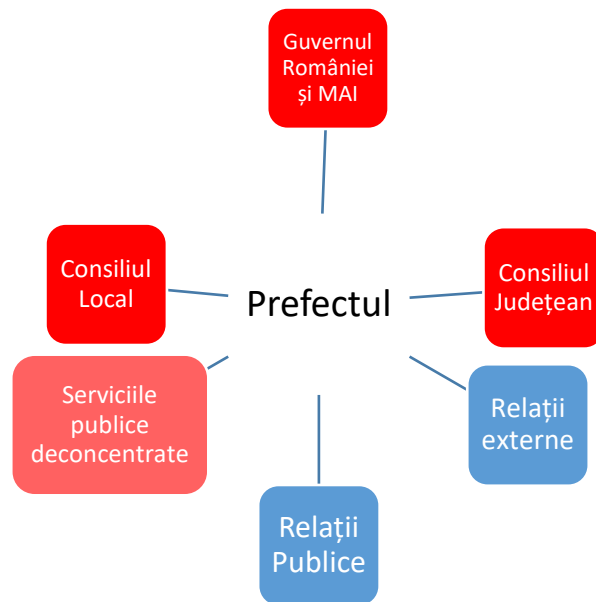 Guvernul
României
și MAI
Consiliul
Local
Prefectul
Consiliul
Județean
Serviciile
publice
deconcentrate
Relații
externe
Relații
Publice